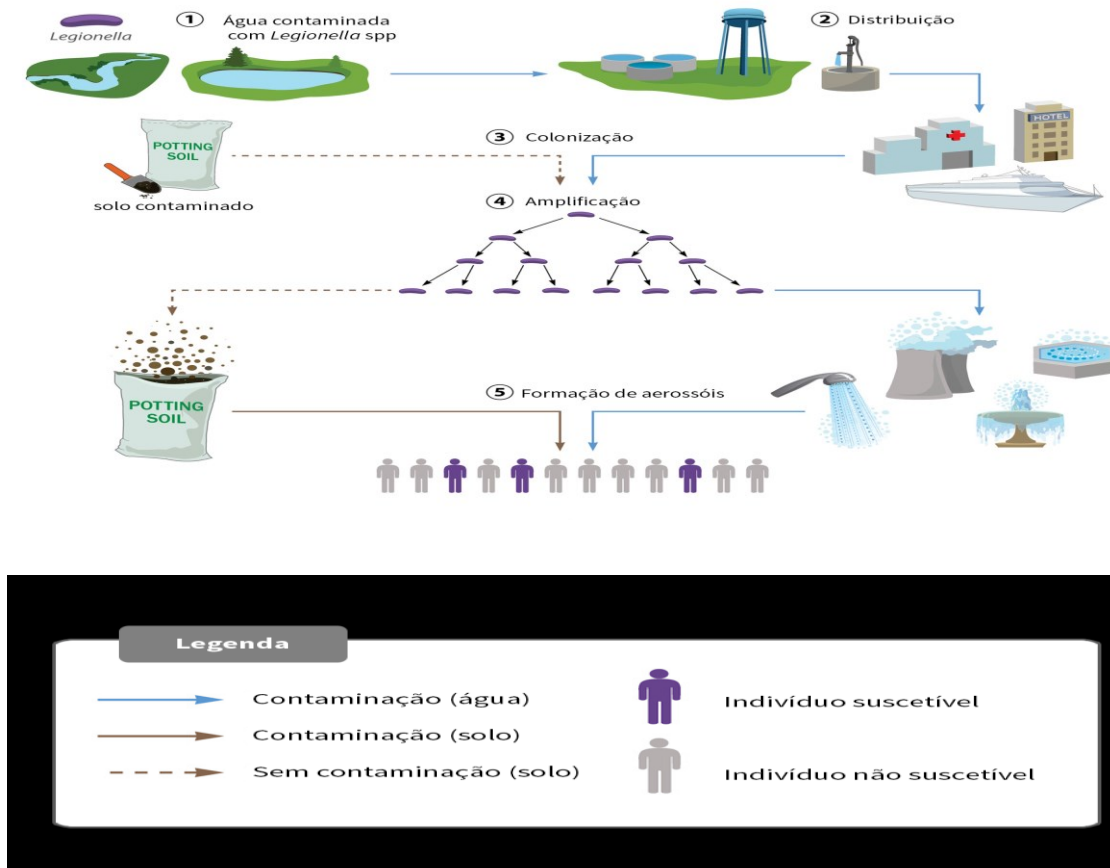 Legionella
1 Água contaminada
com Legionella spp
2 Distribuição
HOTEL
POTTING
SOIL
solo contaminado
3 Colonização
4 Amplificação
POTTING
SOIL
5 Formação de aerossóis
Legenda
Contaminação (água)
Contaminação (solo)
Sem contaminação (solo)
Indivíduo suscetível
Indivíduo não suscetível